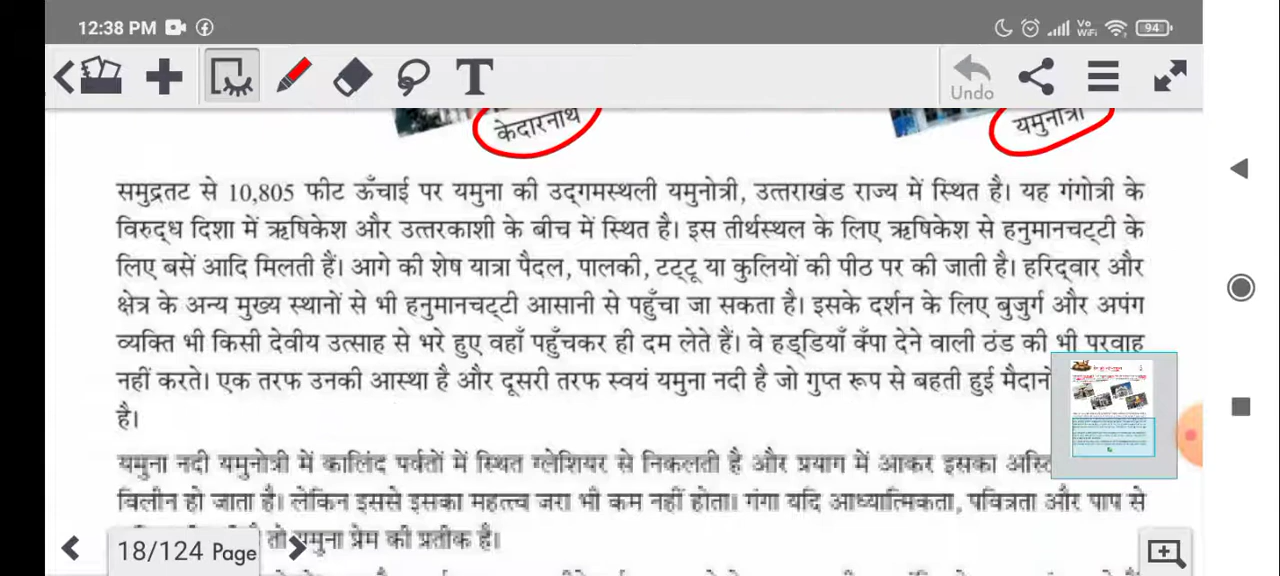 12:38 PM
Vo WiFi 94
T
Undo
केदारनाथ
यमुनोत्री
समुद्रतट से 10,805 फीट ऊँचाई पर यमुना की उद्गमस्थली यमुनोत्री, उत्तराखंड राज्य में स्थित है। यह गंगोत्री के
विरुद्ध दिशा में ऋषिकेश और उत्तरकाशी के बीच में स्थित है। इस तीर्थस्थल के लिए ऋषिकेश से हनुमानचट्टी के
लिए बसें आदि मिलती हैं। आगे की शेष यात्रा पैदल, पालकी, टट्टू या कुलियों की पीठ पर की जाती है। हरिद्वार और
क्षेत्र के अन्य मुख्य स्थानों से भी हनुमानचट्टी आसानी से पहुँचा जा सकता है। इसके दर्शन के लिए बुजुर्ग और अपंग
व्यक्ति भी किसी देवीय उत्साह से भरे हुए वहाँ पहुँचकर ही दम लेते हैं। वे हड्डियाँ कँपा देने वाली ठंड की भी परवाह
नहीं करते। एक तरफ उनकी आस्था है और दूसरी तरफ स्वयं यमुना नदी है जो गुप्त रूप से बहती हुई मैदानो
है।
यमुना नदी यमुनोत्री में कालिंद पर्वतों में स्थित ग्लेशियर से निकलती है और प्रयाग में आकर इसका
विलीन हो जाता है। लेकिन इससे इसका महत्त्व जरा भी कम नहीं होता। गंगा यदि आध्यात्मिकता, पवित्रता और पाप से
तो यमुना प्रेम की प्रतीक है।
18/124 Page